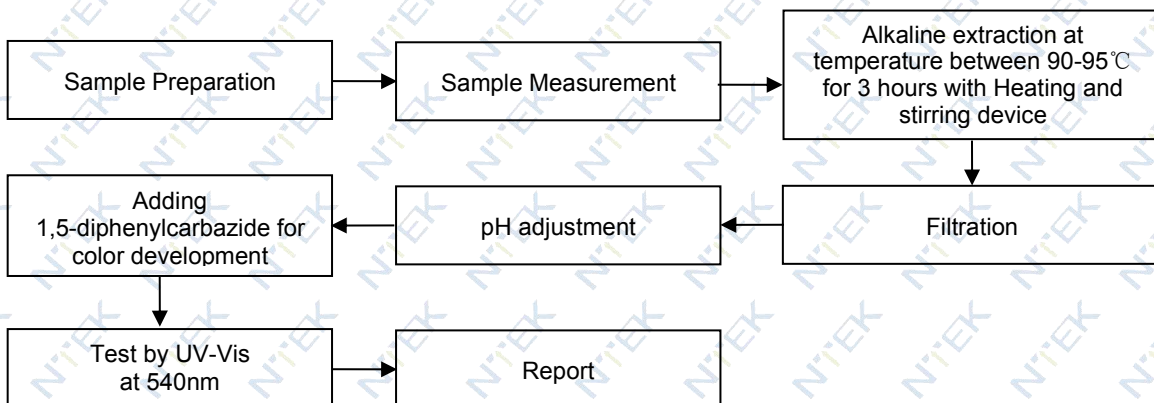 Sample Preparation
Sample Measurement
Alkaline extraction at
temperature between 90-95℃
for 3 hours with Heating and
stirring device
Filtration
pH adjustment
Adding
1,5-diphenylcarbazide for
color development
Test by UV-Vis
at 540nm
Report
NTEK